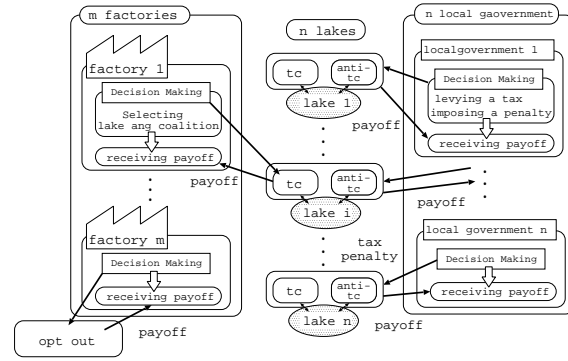 m factories
factory 1
Decision Making
Selecting
lake ang coalition
receiving payoff
payoff
factory m
Decision Making
receiving payoff
payoff
opt out
n lakes
tc
anti-
tc
lake 1
payoff
tc
anti-
tc
lake i
payoff
tax
penalty
tc
anti-
tc
lake n
payoff
n local gaovernment
localgovernment 1
Decision Making
levying a tax
imposing a penalty
receiving payoff
local government n
Decision Making
receiving payoff